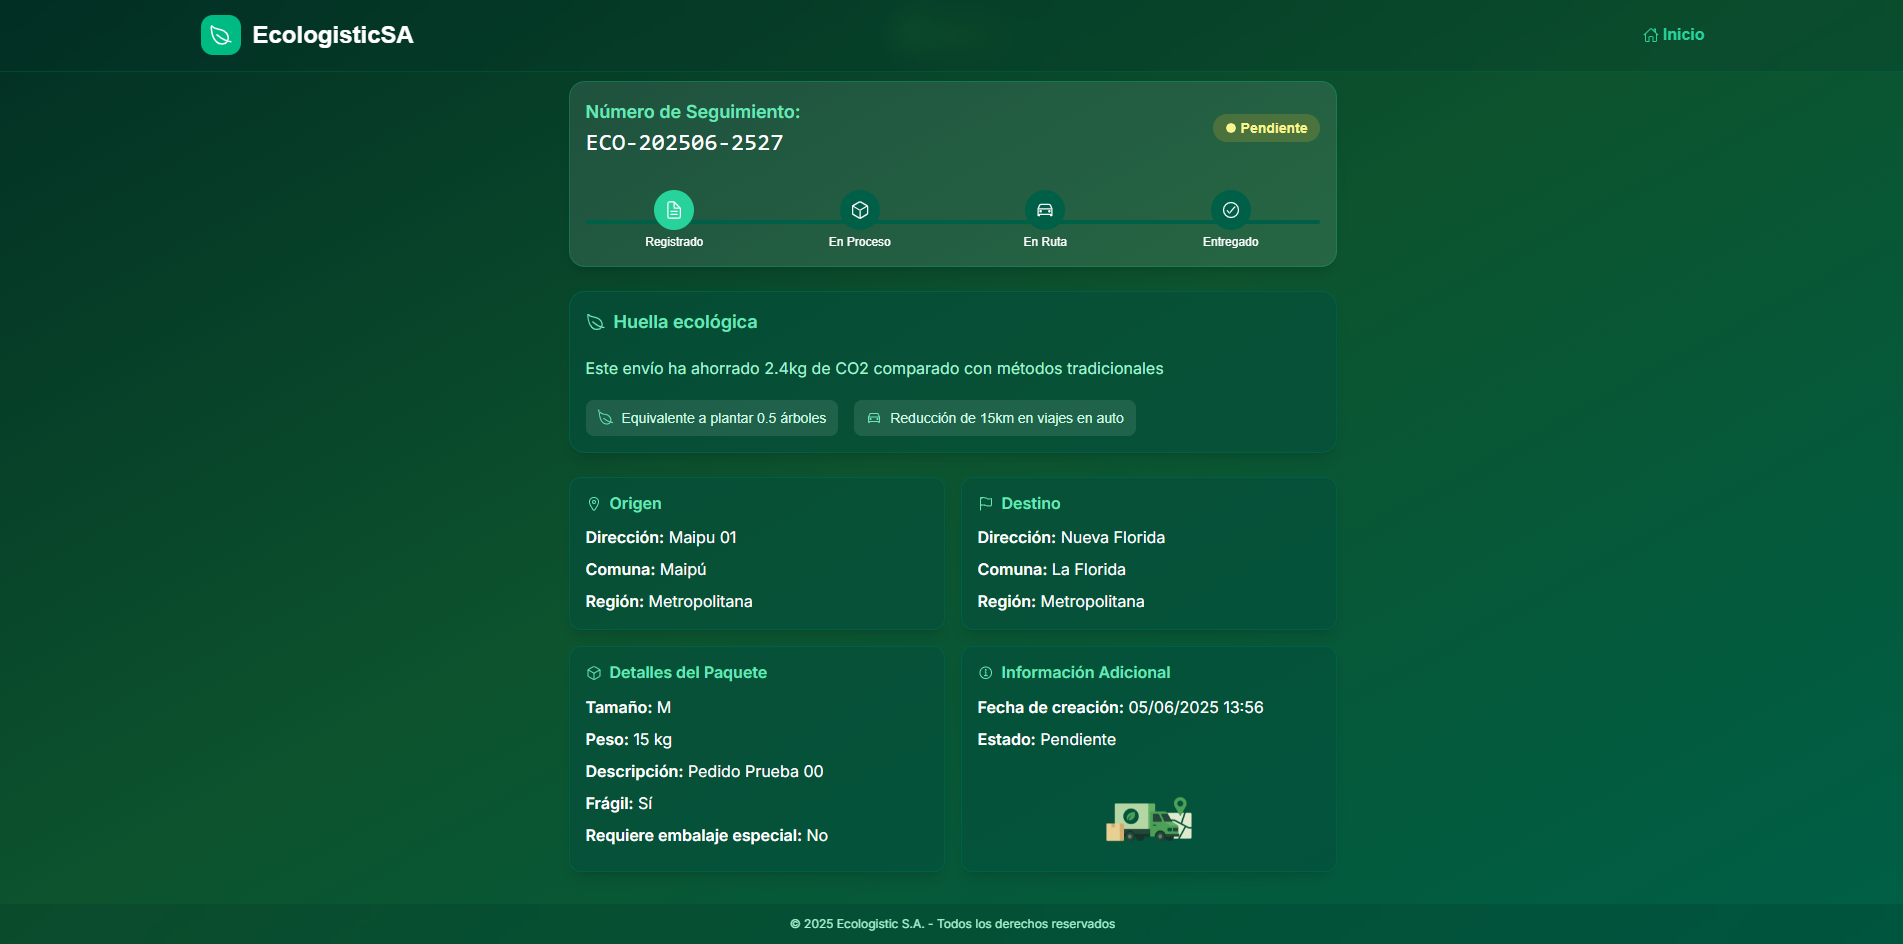 EcologisticSA
Inicio
Número de Seguimiento:
ECO-202506-2527
Pendiente
Registrado
En Proceso
En Ruta
Entregado
Huella ecológica
Este envío ha ahorrado 2.4kg de CO2 comparado con métodos tradicionales
Equivalente a plantar 0.5 árboles
Reducción de 15km en viajes en auto
Origen
Dirección: Maipu 01
Comuna: Maipú
Región: Metropolitana
Destino
Dirección: Nueva Florida
Comuna: La Florida
Región: Metropolitana
Detalles del Paquete
Tamaño: M
Peso: 15 kg
Descripción: Pedido Prueba 00
Frágil: Sí
Requiere embalaje especial: No
Información Adicional
Fecha de creación: 05/06/2025 13:56
Estado: Pendiente
© 2025 Ecologistic S.A. - Todos los derechos reservados